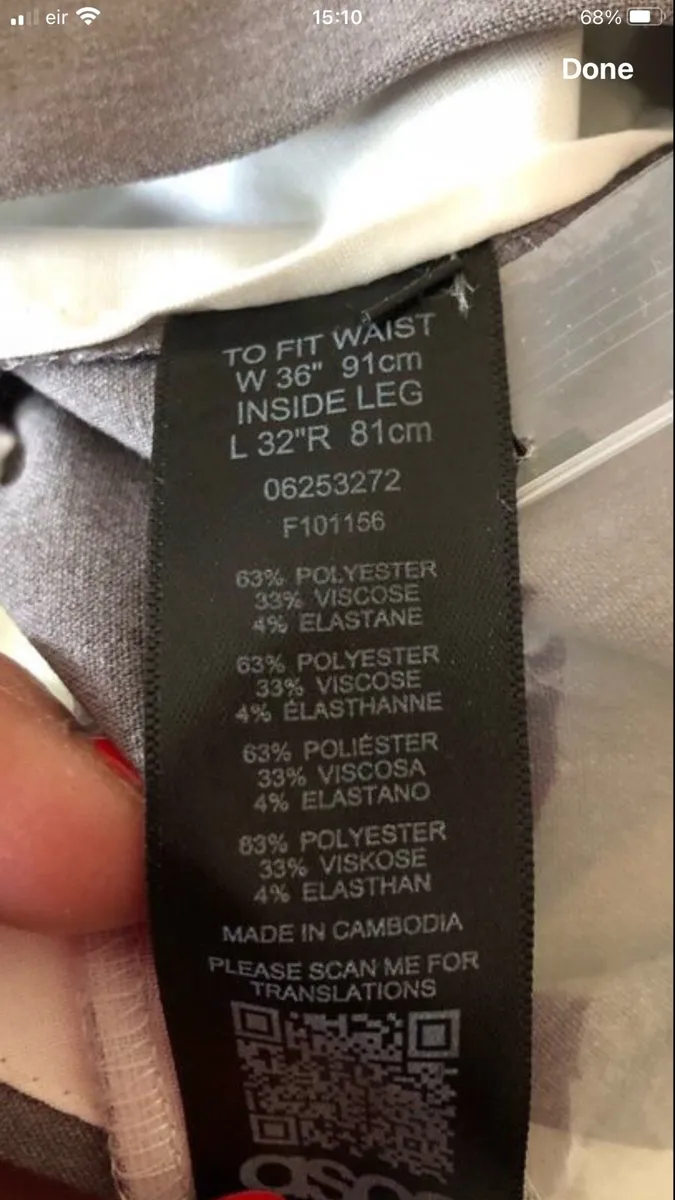 eir 15:10 68%
Done
TO FIT WAIST
W 36" 91cm
INSIDE LEG
L 32"R 81cm
06253272
F101156
63% POLYESTER
33% VISCOSE
4% ELASTANE
63% POLYESTER
33% VISCOSE
4% ÉLASTHANNE
63% POLIÉSTER
33% VISCOSA
4% ELASTANO
63% POLYESTER
33% VISKOSE
4% ELASTHAN
MADE IN CAMBODIA
PLEASE SCAN ME FOR
TRANSLATIONS
asos